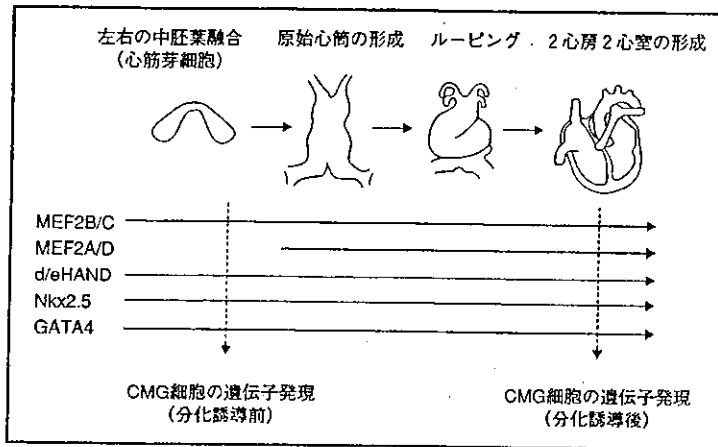 左右の中胚葉融合
(心筋芽細胞)
原始心筒の形成
ルーピング
2心房2心室の形成
MEF2B/C
MEF2A/D
d/eHAND
Nkx2.5
GATA4
CMG細胞の遺伝子発現
(分化誘導前)
CMG細胞の遺伝子発現
(分化誘導後)